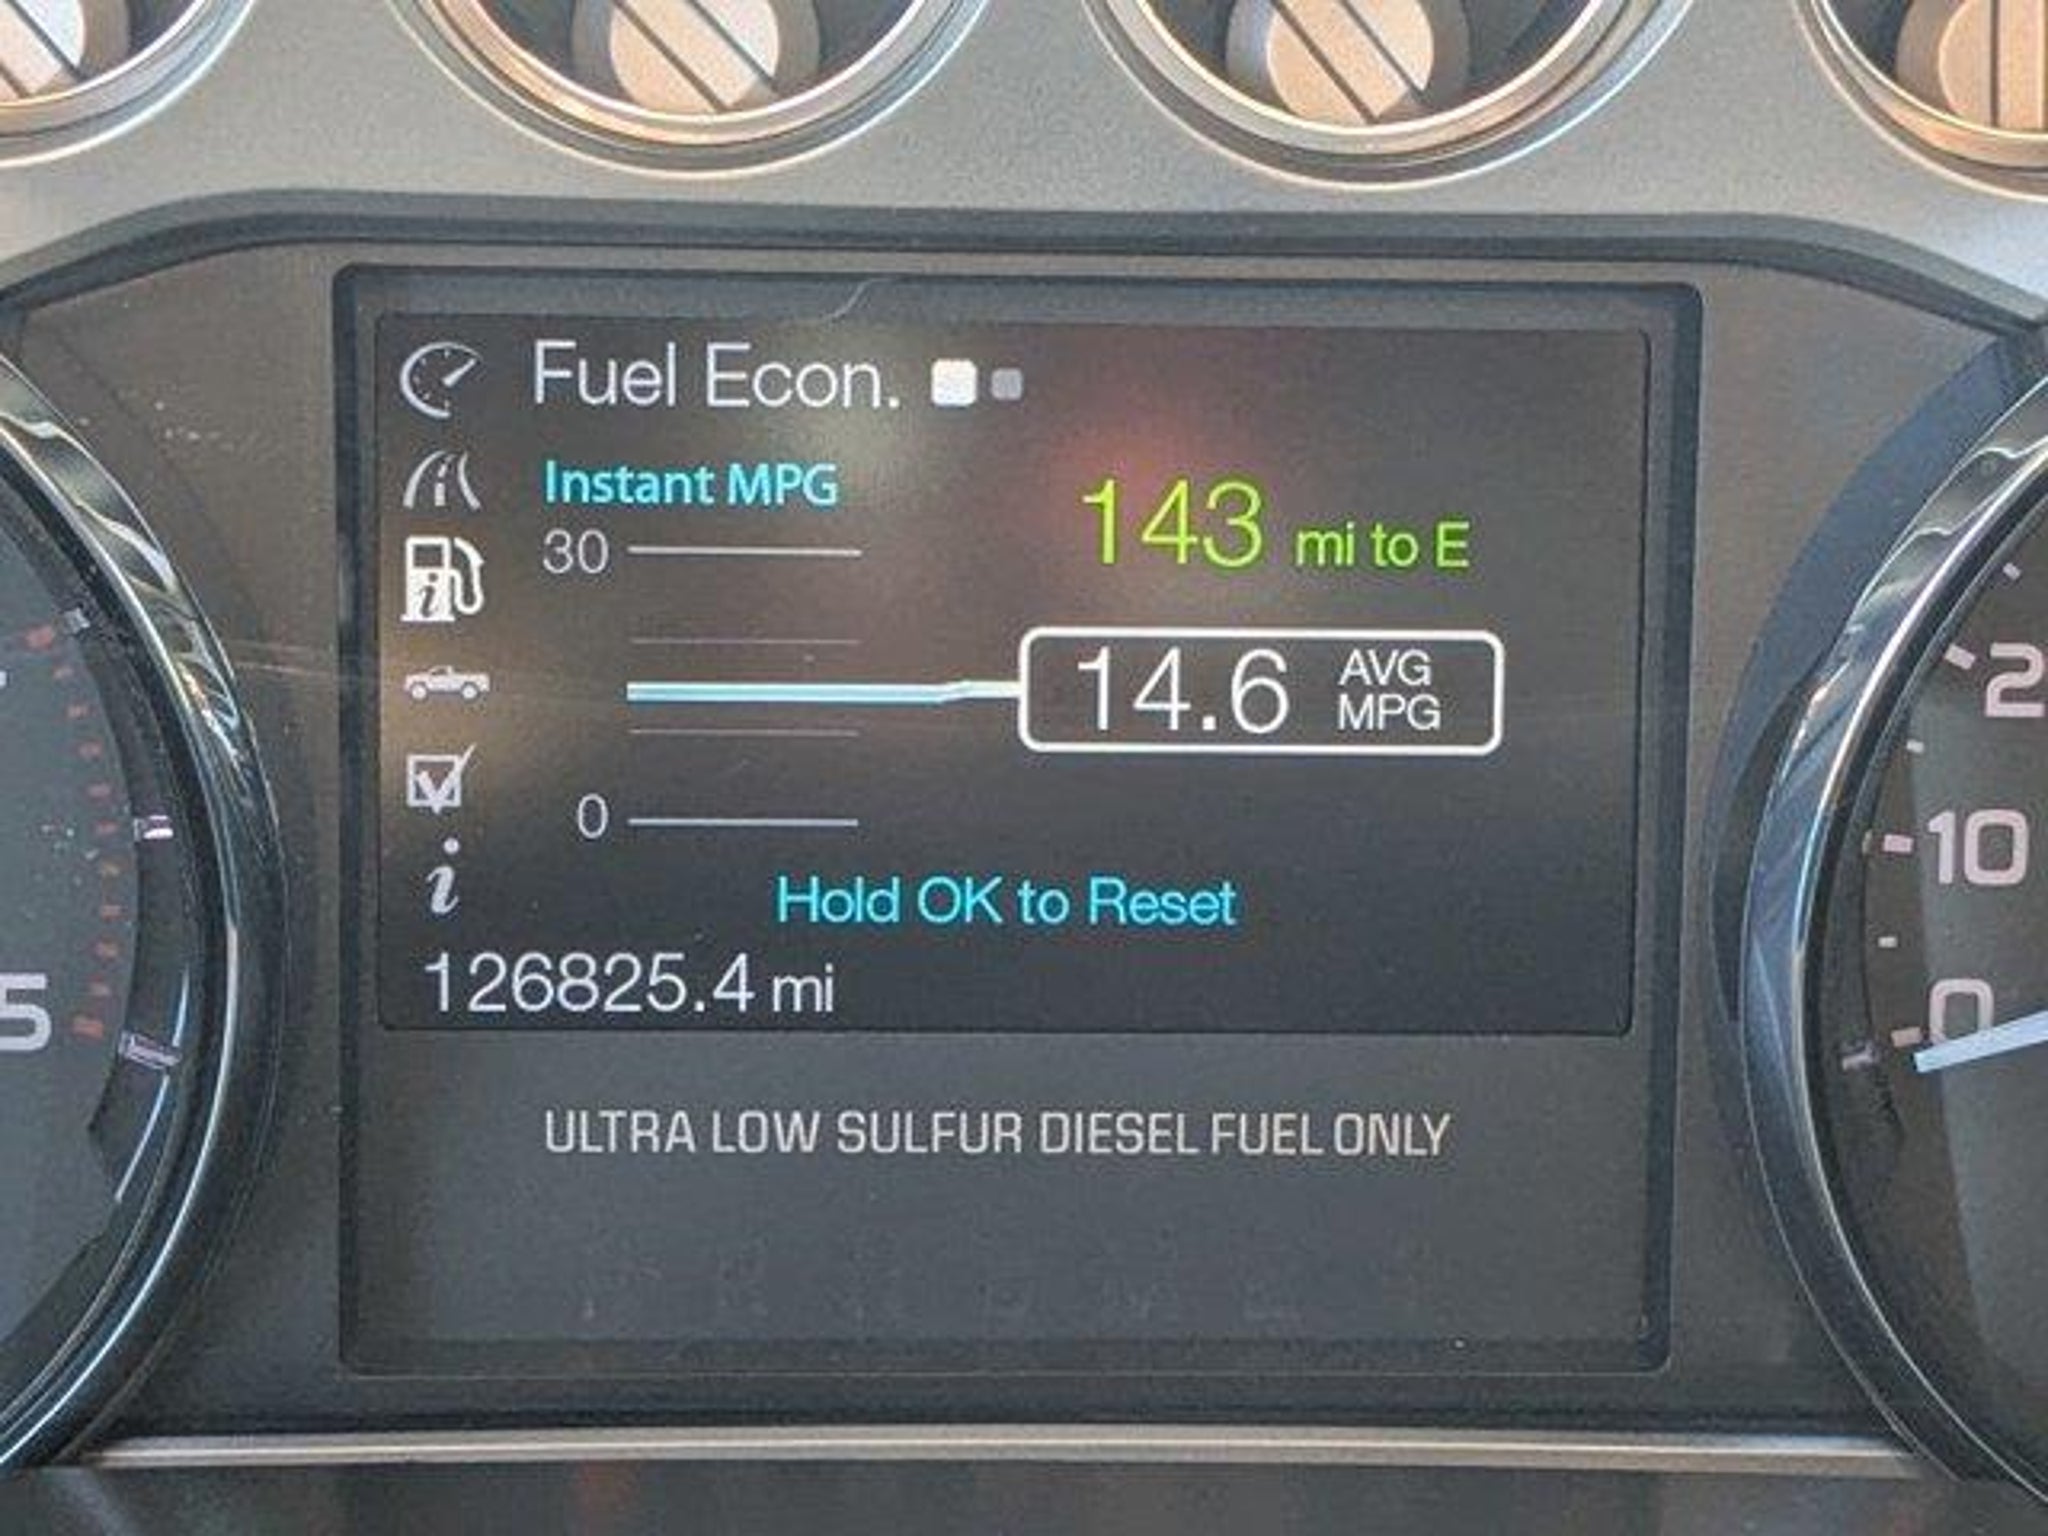 Fuel Econ.
Instant MPG
30
143 mi to E
14.6 AVG MPG
0
Hold OK to Reset
126825.4 mi
ULTRA LOW SULFUR DIESEL FUEL ONLY
5
10
0